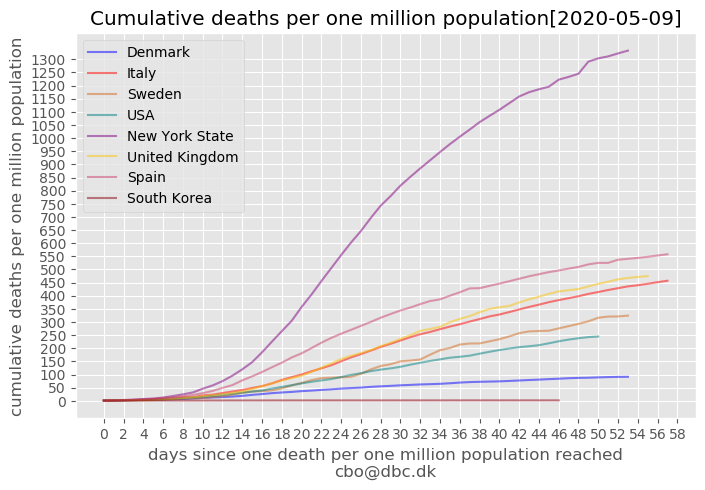 Cumulative deaths per one million population[2020-05-09]
cumulative deaths per one million population
1300
1250
1200
1150
1100
1050
1000
950
900
850
800
750
700
650
600
550
500
450
400
350
300
250
200
150
100
50
0
Denmark
Italy
Sweden
USA
New York State
United Kingdom
Spain
South Korea
0 2 4 6 8 10 12 14 16 18 20 22 24 26 28 30 32 34 36 38 40 42 44 46 48 50 52 54 56 58
days since one death per one million population reached
cbo@dbc.dk